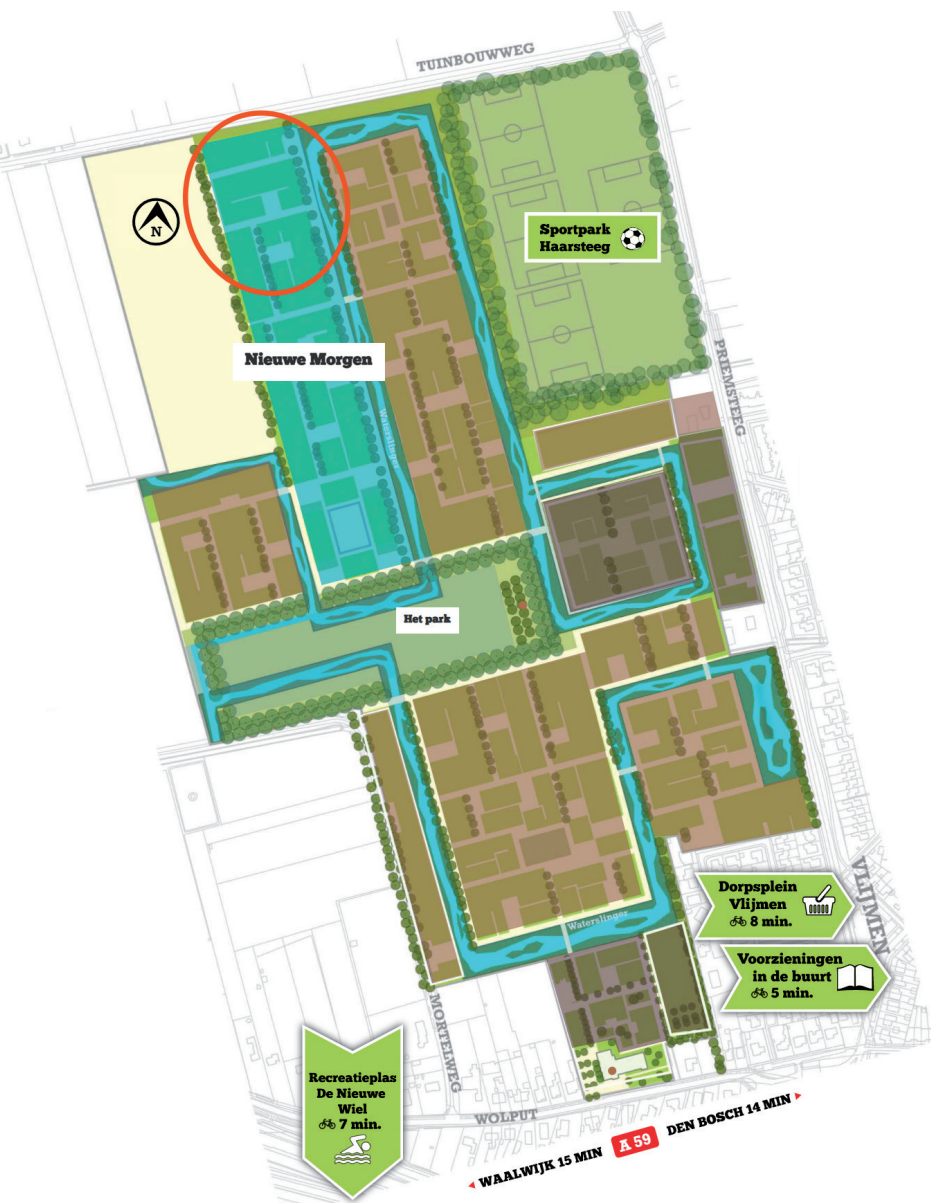 TUINBOUWWEG
Sportpark
Haarsteeg
N
Nieuwe Morgen
PRIEMSTEEG
Waterslinger
Het park
VLIJMEN
Dorpsplein
Vlijmen
8 min.
Waterslinger
Voorzieningen
in de buurt
5 min.
MORTELWEG
Recreatieplas
De Nieuwe
Wiel
7 min.
WOLPUT
WAALWIJK 15 MIN A 59 DEN BOSCH 14 MIN